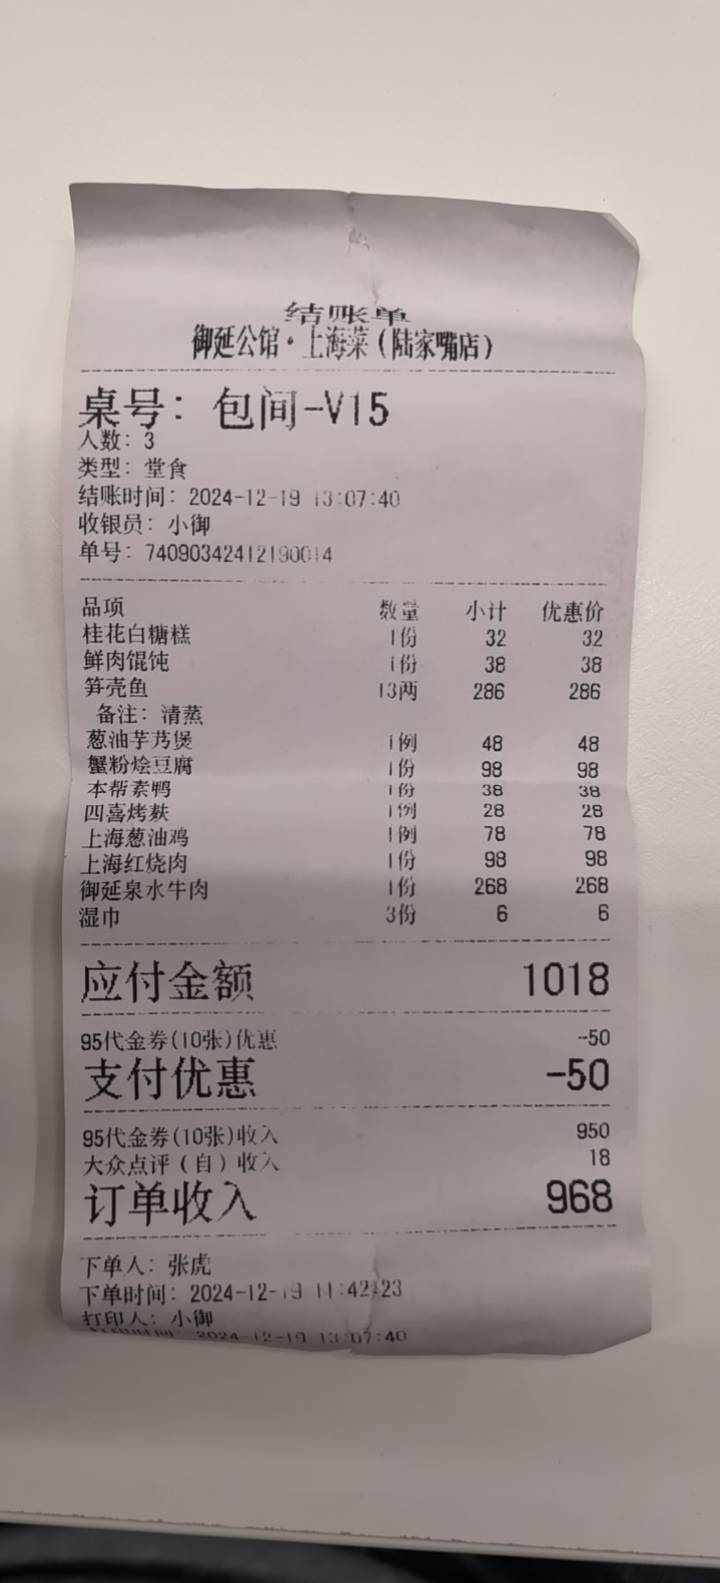 结账单
御延公馆·上海菜(陆家嘴店)
桌号: 包间-V15
人数: 3
类型: 堂食
结账时间: 2024-12-19 13:07:40
收银员: 小御
单号: 74090342412190014
品项 数量 小计 优惠价
桂花白糖糕 1份 32 32
鲜肉馄饨 1份 38 38
笋壳鱼 13两 286 286
备注: 清蒸
葱油芋艿煲 1例 48 48
蟹粉烩豆腐 1份 98 98
本帮素鸭 1份 38 38
四喜烤麸 1例 28 28
上海葱油鸡 1例 78 78
上海红烧肉 1份 98 98
御延泉水牛肉 1份 268 268
湿巾 3份 6 6
应付金额 1018
95代金券(10张)优惠 -50
支付优惠 -50
95代金券(10张)收入 950
大众点评(自)收入 18
订单收入 968
下单人: 张虎
下单时间: 2024-12-19 11:42:23
打印人: 小御
打印时间: 2024-12-19 13:07:40